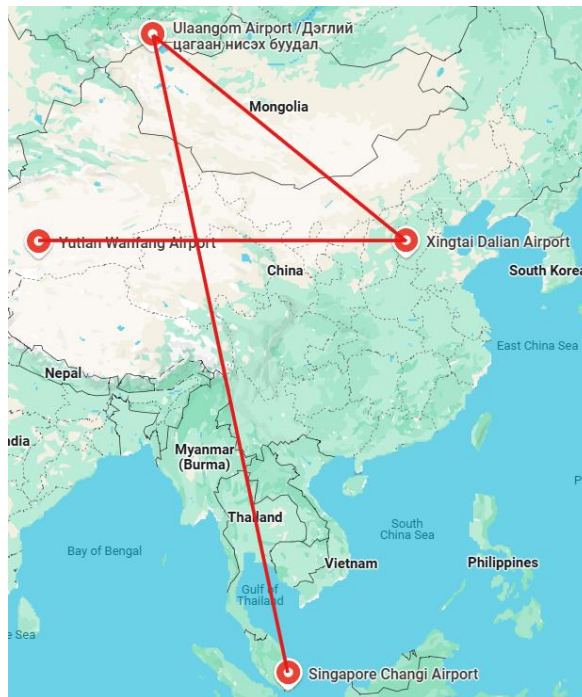 Ulaangom Airport / Дэглий
цагаан нисэх буудал
Mongolia
Yutian Wanfang Airport
Xingtai Dalian Airport
China
South Korea
East China Sea
Nepal
ndia
Myanmar
(Burma)
Bay of Bengal
Thailand
South
China Sea
Vietnam
Philippines
Gulf of
Thailand
e Sea
Singapore Changi Airport